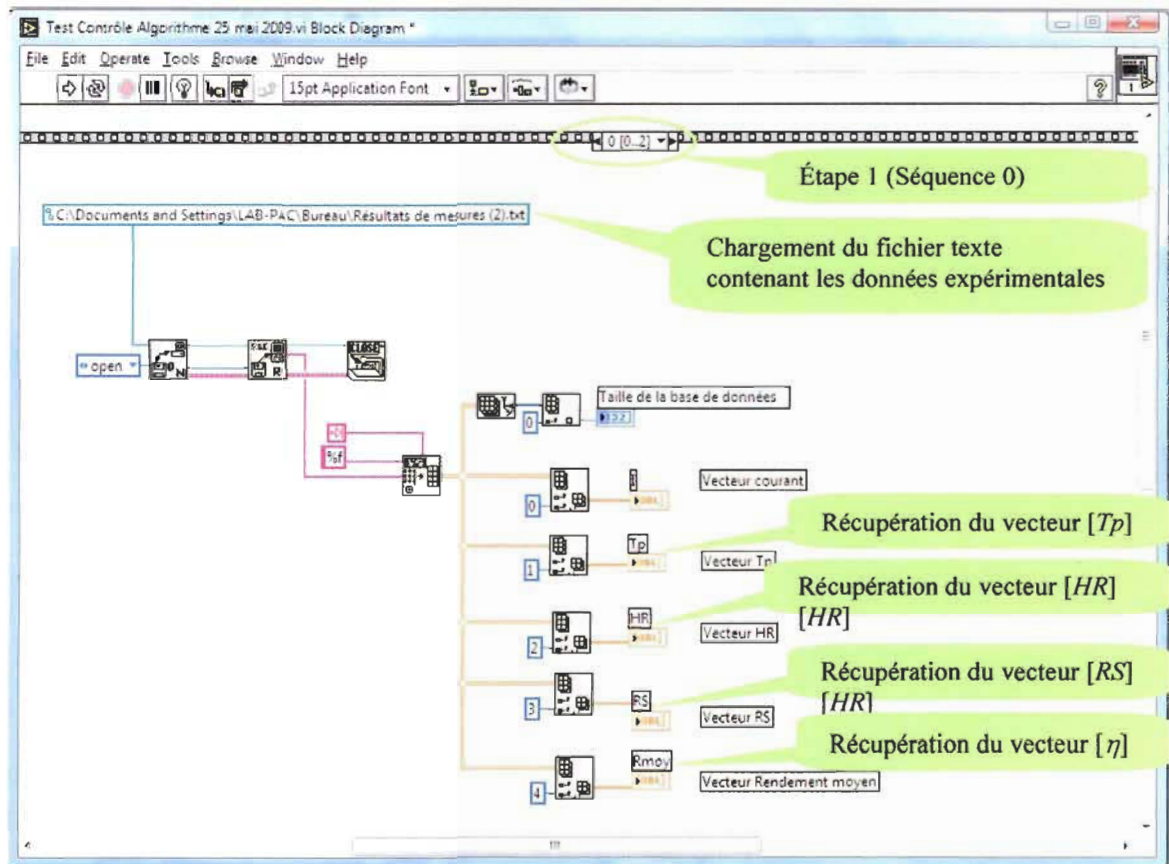 Test Contrôle Algorithme 25 mai 2009.vi Block Diagram *
File Edit Operate Tools Browse Window Help
15pt Application Font
?
1
0 [0..2]
Étape 1 (Séquence 0)
C:\Documents and Settings\LAB-PAC\Bureau\Résultats de mesures (2).txt
Chargement du fichier texte
contenant les données expérimentales
open
N
R
CLOSE
Taille de la base de données
0
%f
Vecteur courant
0
Récupération du vecteur [Tp]
Tp
Vecteur Tp
1
Récupération du vecteur [HR]
[HR]
HR
Vecteur HR
2
Récupération du vecteur [RS]
[HR]
RS
Vecteur RS
3
Récupération du vecteur [η]
Rmoy
Vecteur Rendement moyen
4